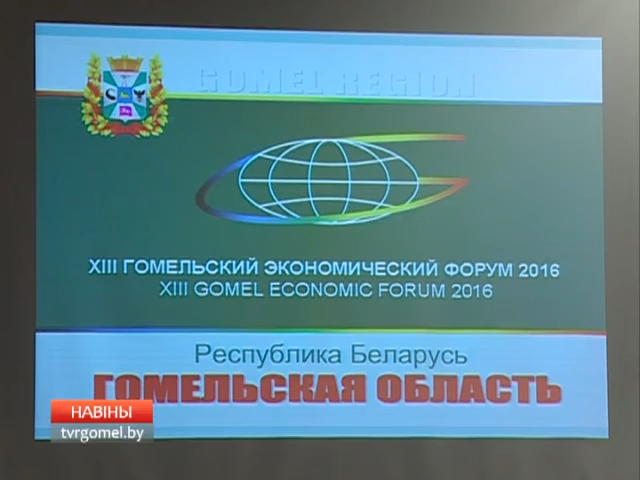 GOMEL REGION
XIII ГОМЕЛЬСКИЙ ЭКОНОМИЧЕСКИЙ ФОРУМ 2016
XIII GOMEL ECONOMIC FORUM 2016
Республика Беларусь
ГОМЕЛЬСКАЯ ОБЛАСТЬ
НАВІНЫ
tvrgomel.by